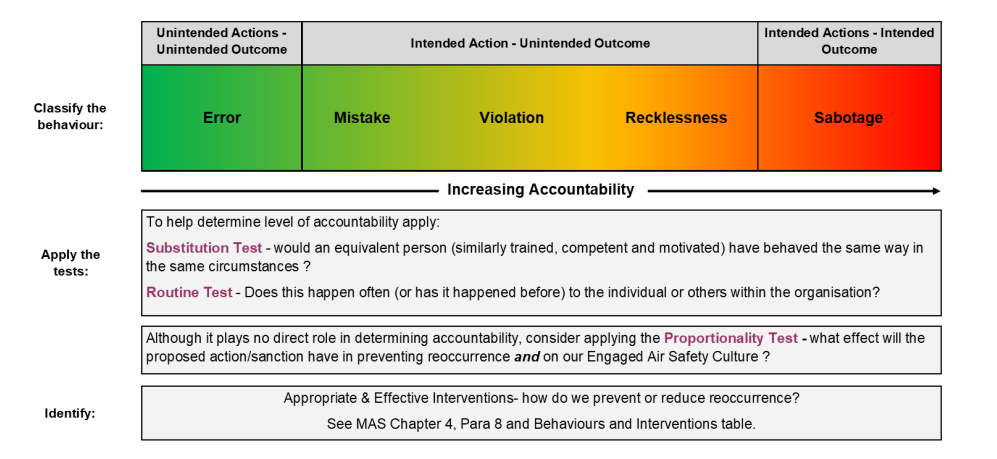 Unintended Actions -
Unintended Outcome
Intended Action - Unintended Outcome
Intended Actions - Intended
Outcome
Classify the
behaviour:
Error
Mistake
Violation
Recklessness
Sabotage
Increasing Accountability
Apply the
tests:
To help determine level of accountability apply:
Substitution Test - would an equivalent person (similarly trained, competent and motivated) have behaved the same way in
the same circumstances ?
Routine Test - Does this happen often (or has it happened before) to the individual or others within the organisation?
Although it plays no direct role in determining accountability, consider applying the Proportionality Test - what effect will the
proposed action/sanction have in preventing reoccurrence and on our Engaged Air Safety Culture ?
Identify:
Appropriate & Effective Interventions- how do we prevent or reduce reoccurrence?
See MAS Chapter 4, Para 8 and Behaviours and Interventions table.